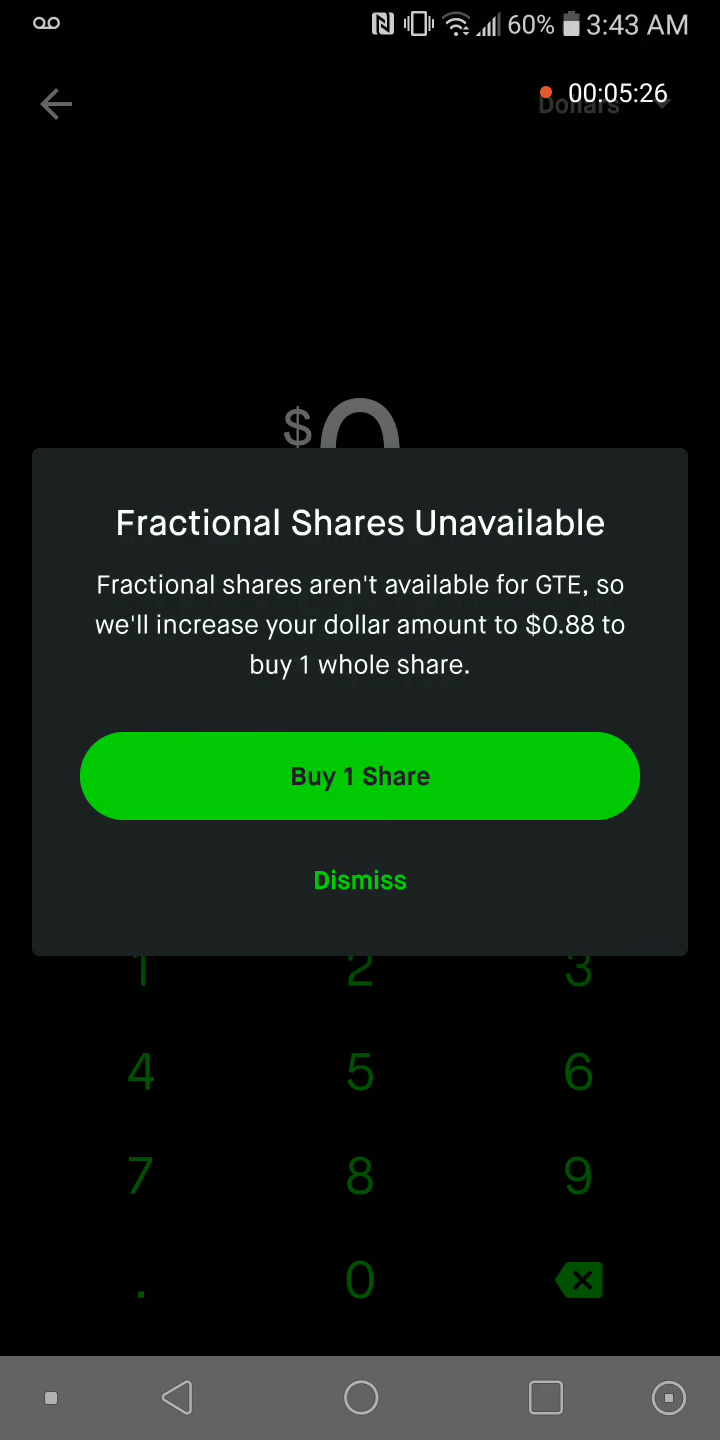 60% 3:43 AM
00:05:26
Dollars
$0
Fractional Shares Unavailable
Fractional shares aren't available for GTE, so
we'll increase your dollar amount to $0.88 to
buy 1 whole share.
Buy 1 Share
Dismiss
1 2 3
4 5 6
7 8 9
. 0